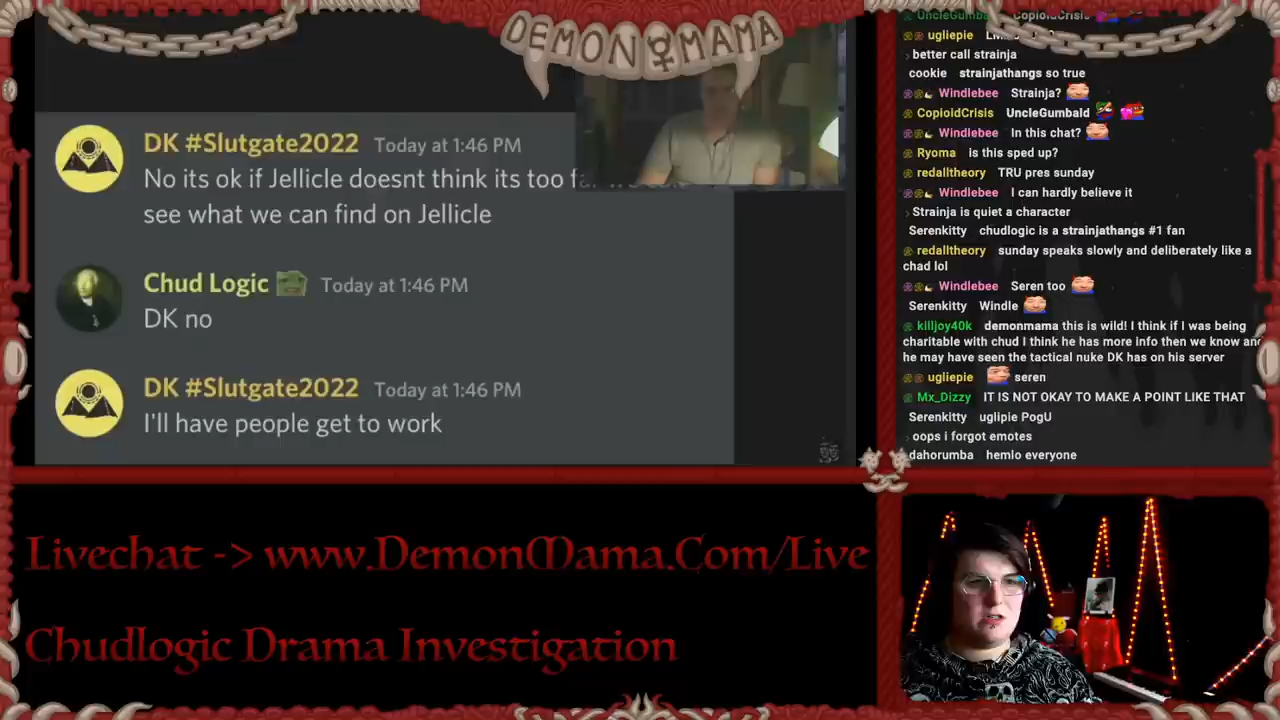 DEMON MAMA
DK #Slutgate2022 Today at 1:46 PM
No its ok if Jellicle doesnt think its too
see what we can find on Jellicle
Chud Logic Today at 1:46 PM
DK no
DK #Slutgate2022 Today at 1:46 PM
I'll have people get to work
Livechat -> www.DemonMama.Com/Live
Chudlogic Drama Investigation
UncleGumba CopioidCrisis
ugliepie
better call strainja
cookie strainjathangs so true
Windlebee Strainja?
CopioidCrisis UncleGumbald
Windlebee In this chat?
Ryoma is this sped up?
redalltheory TRU pres sunday
Windlebee I can hardly believe it
Strainja is quiet a character
Serenkitty chudlogic is a strainjathangs #1 fan
redalltheory sunday speaks slowly and deliberately like a
chad lol
Windlebee Seren too
Serenkitty Windle
killjoy40k demonmama this is wild! I think if I was being
charitable with chud I think he has more info then we know and
he may have seen the tactical nuke DK has on his server
ugliepie seren
Mx_Dizzy IT IS NOT OKAY TO MAKE A POINT LIKE THAT
Serenkitty uglipie PogU
oops i forgot emotes
dahorumba hemlo everyone